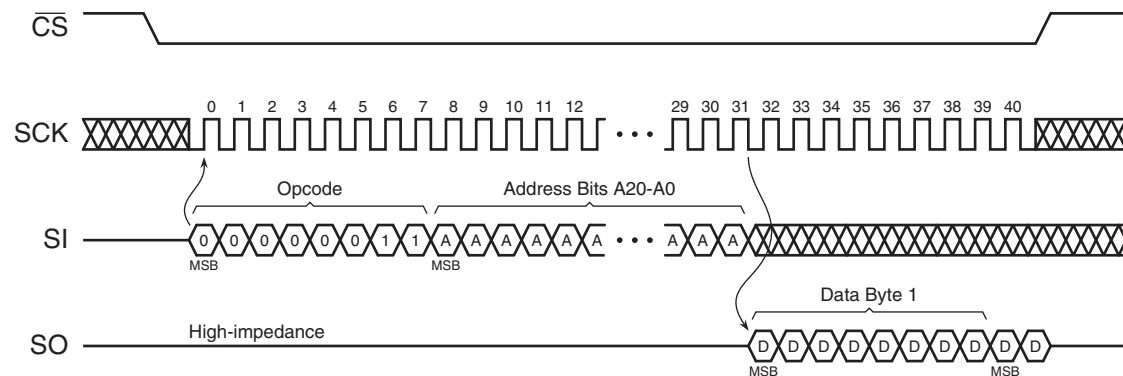 CS
0 1 2 3 4 5 6 7 8 9 10 11 12 29 30 31 32 33 34 35 36 37 38 39 40
SCK
Opcode Address Bits A20-A0
SI 0 0 0 0 0 0 1 1 A A A A A A A A A
MSB MSB
Data Byte 1
High-impedance
SO D D D D D D D D D D
MSB MSB